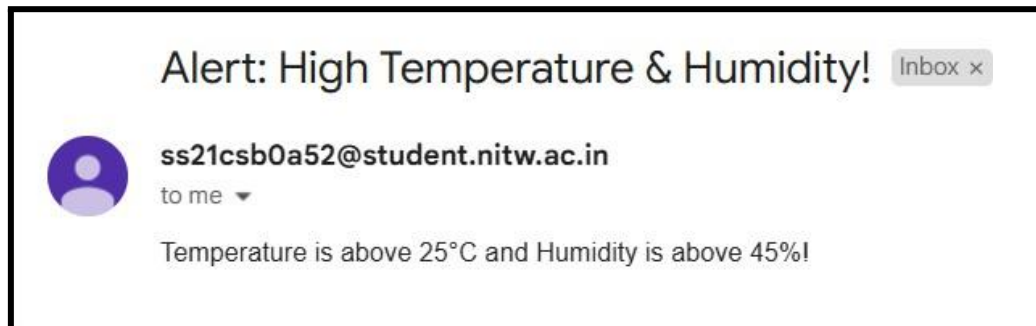 Alert: High Temperature & Humidity! Inbox ×
ss21csb0a52@student.nitw.ac.in
to me
Temperature is above 25°C and Humidity is above 45%!